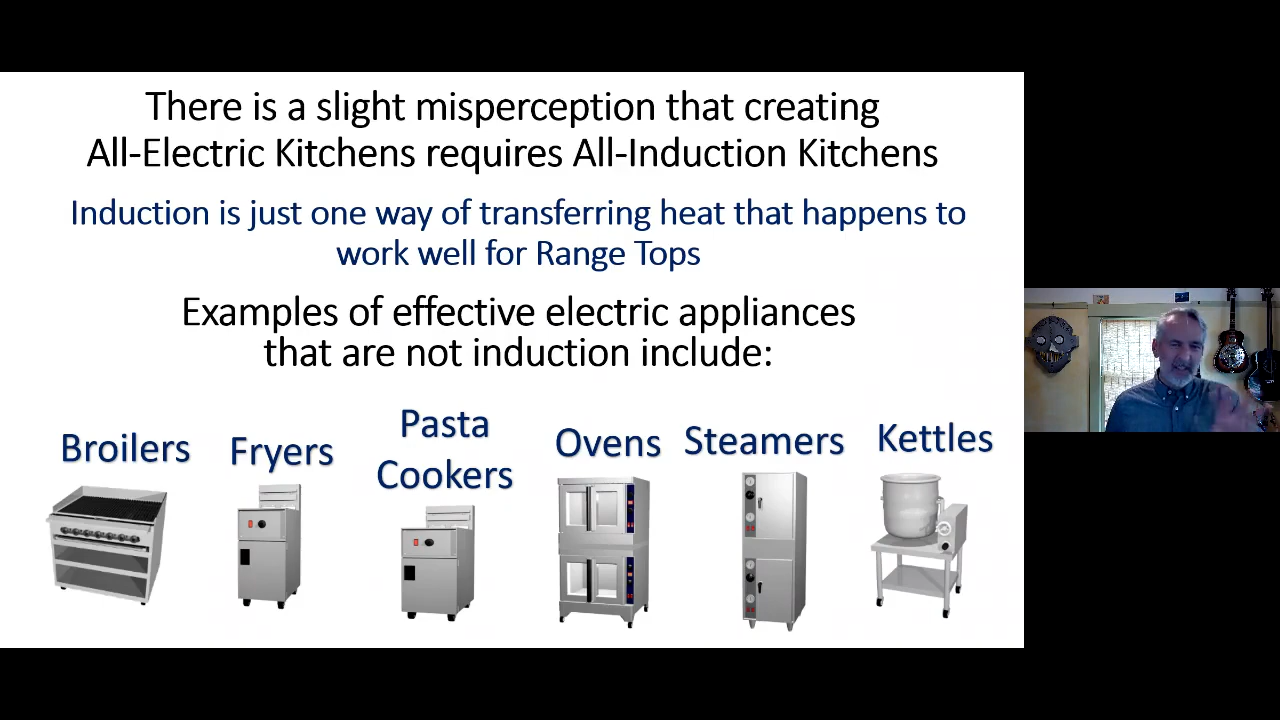 There is a slight misperception that creating
All-Electric Kitchens requires All-Induction Kitchens
Induction is just one way of transferring heat that happens to
work well for Range Tops
Examples of effective electric appliances
that are not induction include:
Broilers
Fryers
Pasta
Cookers
Ovens
Steamers
Kettles